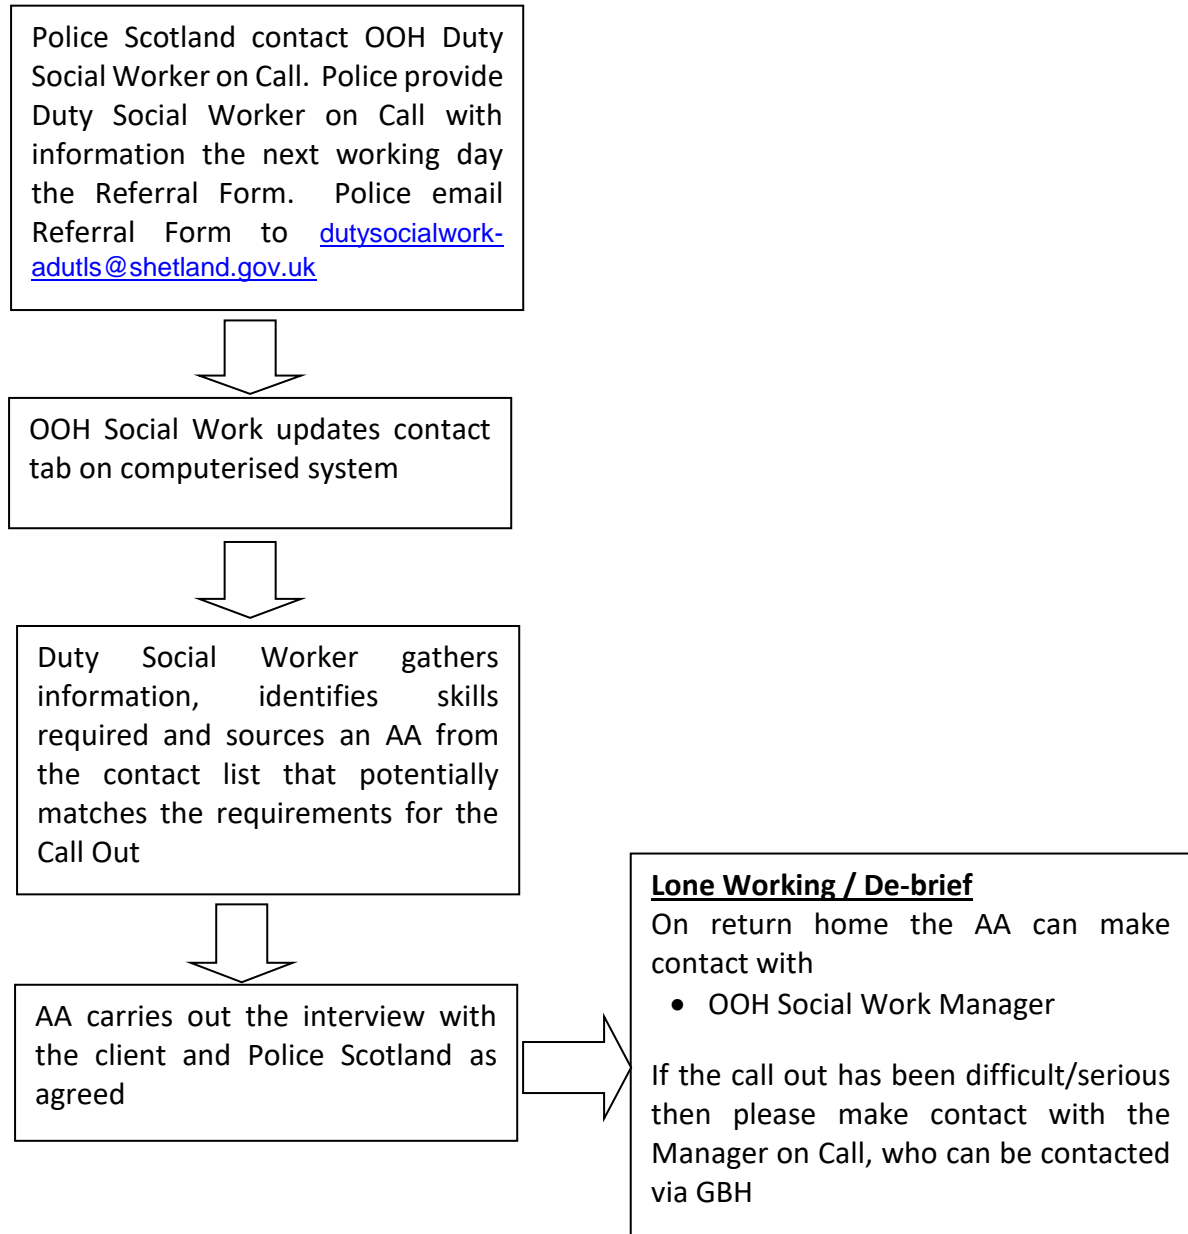 Police Scotland contact OOH Duty
Social Worker on Call. Police provide
Duty Social Worker on Call with
information the next working day
the Referral Form. Police email
Referral Form to dutysocialwork-
adutls@shetland.gov.uk
OOH Social Work updates contact
tab on computerised system
Duty Social Worker gathers
information, identifies skills
required and sources an AA from
the contact list that potentially
matches the requirements for the
Call Out
AA carries out the interview with
the client and Police Scotland as
agreed
Lone Working / De-brief
On return home the AA can make
contact with
• OOH Social Work Manager
If the call out has been difficult/serious
then please make contact with the
Manager on Call, who can be contacted
via GBH